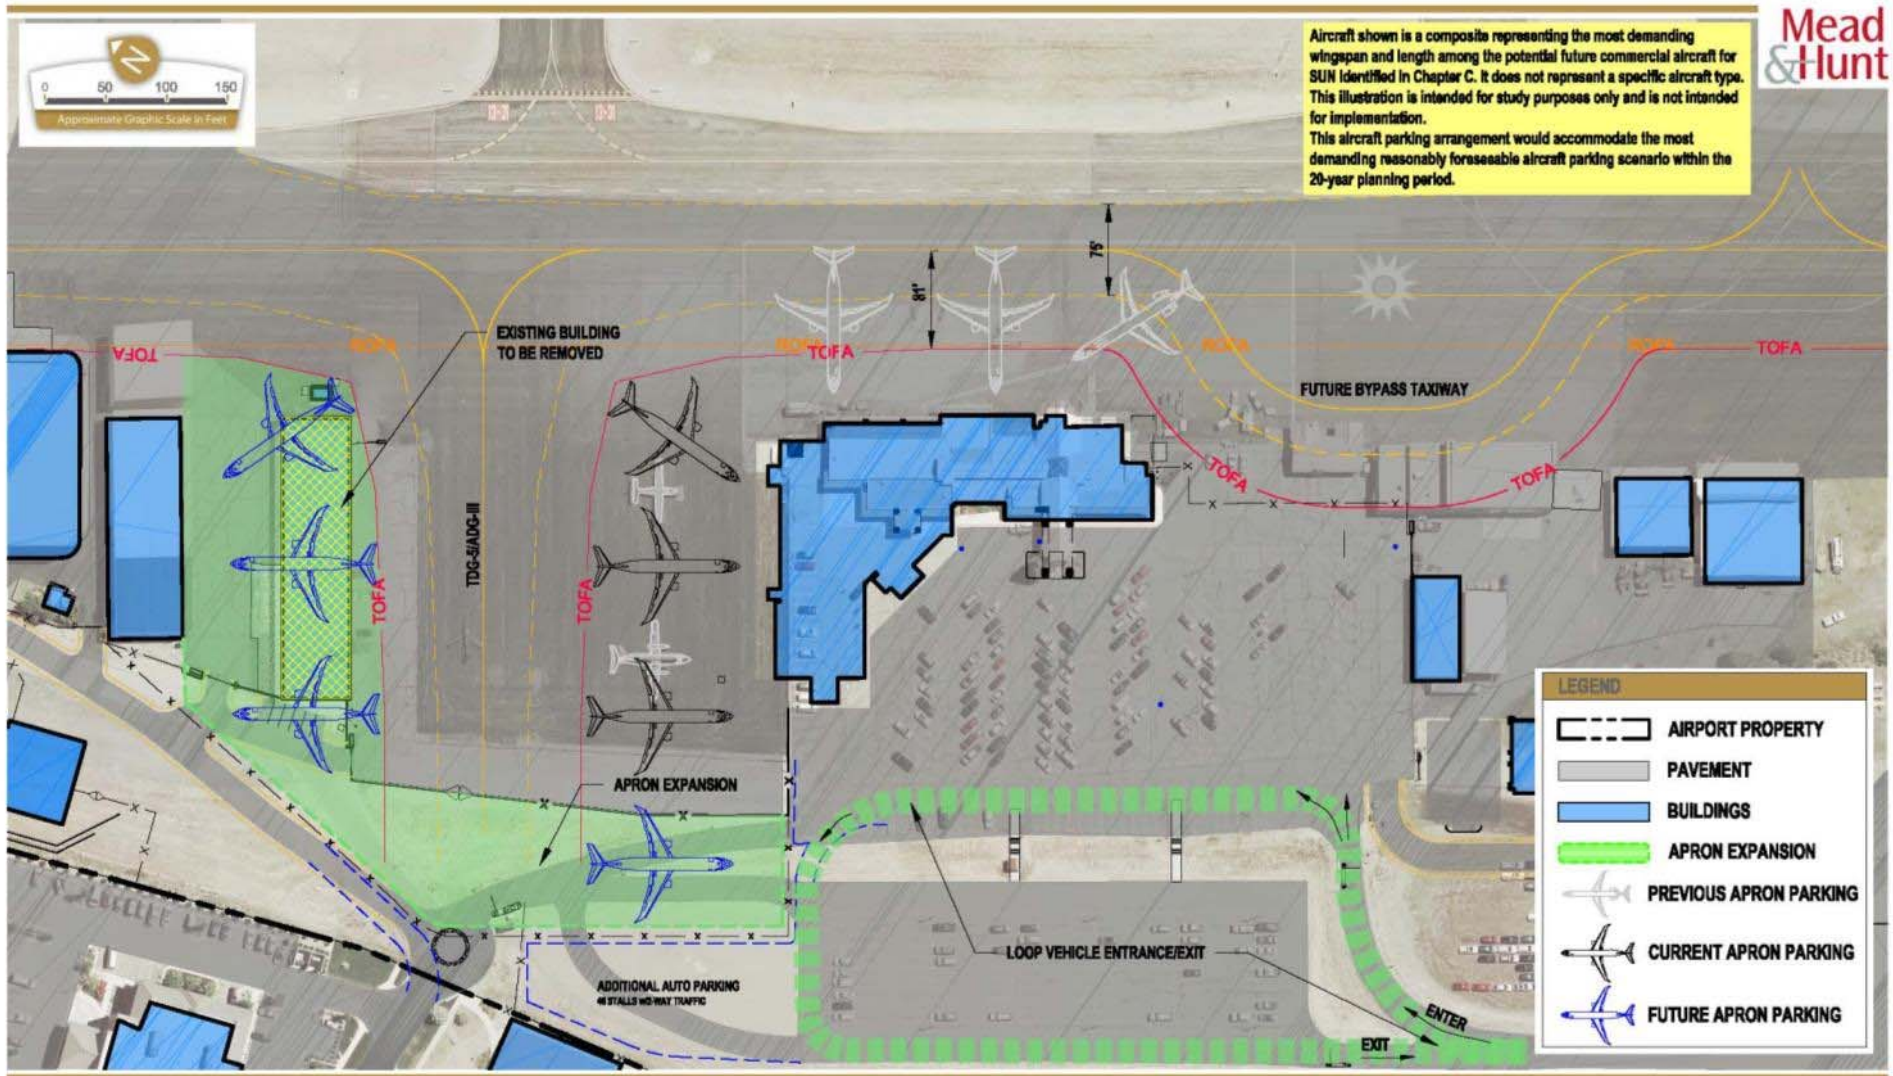 Mead
&Hunt
N
0 50 100 150
Approximate Graphic Scale in Feet
Aircraft shown is a composite representing the most demanding
wingspan and length among the potential future commercial aircraft for
SUN identified in Chapter C. It does not represent a specific aircraft type.
This illustration is intended for study purposes only and is not intended
for implementation.
This aircraft parking arrangement would accommodate the most
demanding reasonably foreseeable aircraft parking scenario within the
20-year planning period.
75'
81'
EXISTING BUILDING
TO BE REMOVED
ROFA
ROFA
ROFA
ROFA
TOFA
TOFA
TOFA
FUTURE BYPASS TAXIWAY
TOFA
TOFA
TDG-5/ADG-III
TOFA
TOFA
APRON EXPANSION
LOOP VEHICLE ENTRANCE/EXIT
ADDITIONAL AUTO PARKING
46 STALLS W/2-WAY TRAFFIC
ENTER
EXIT
LEGEND
AIRPORT PROPERTY
PAVEMENT
BUILDINGS
APRON EXPANSION
PREVIOUS APRON PARKING
CURRENT APRON PARKING
FUTURE APRON PARKING